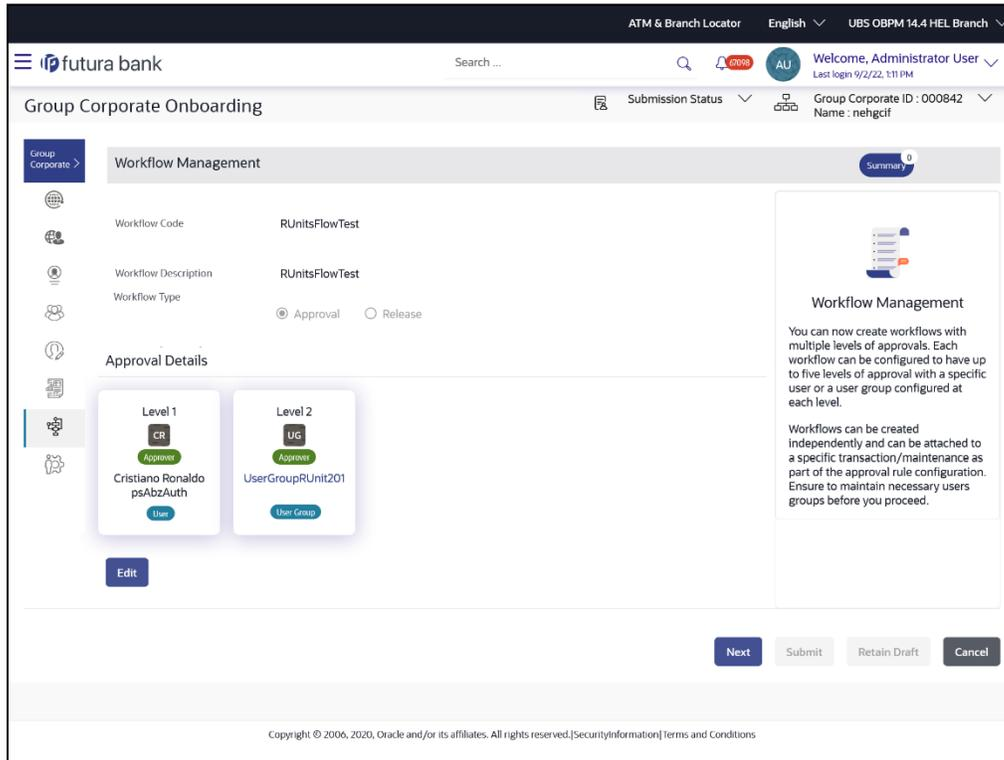 ATM & Branch Locator English UBS OBPM 14.4 HEL Branch
futura bank Search ... 67098 AU Welcome, Administrator User
Last login 9/2/22, 1:11 PM
Group Corporate Onboarding Submission Status Group Corporate ID : 000842
Name : nehgcif
Group
Corporate >
Workflow Management Summary 0
Workflow Code RUnitsFlowTest
Workflow Description RUnitsFlowTest
Workflow Type
Approval Release
Approval Details
Level 1
CR
Approver
Cristiano Ronaldo
psAbzAuth
User
Level 2
UG
Approver
UserGroupRUnit201
User Group
Edit
Workflow Management
You can now create workflows with
multiple levels of approvals. Each
workflow can be configured to have up
to five levels of approval with a specific
user or a user group configured at
each level.
Workflows can be created
independently and can be attached to
a specific transaction/maintenance as
part of the approval rule configuration.
Ensure to maintain necessary users
groups before you proceed.
Next Submit Retain Draft Cancel
Copyright © 2006, 2020, Oracle and/or its affiliates. All rights reserved.|SecurityInformation|Terms and Conditions